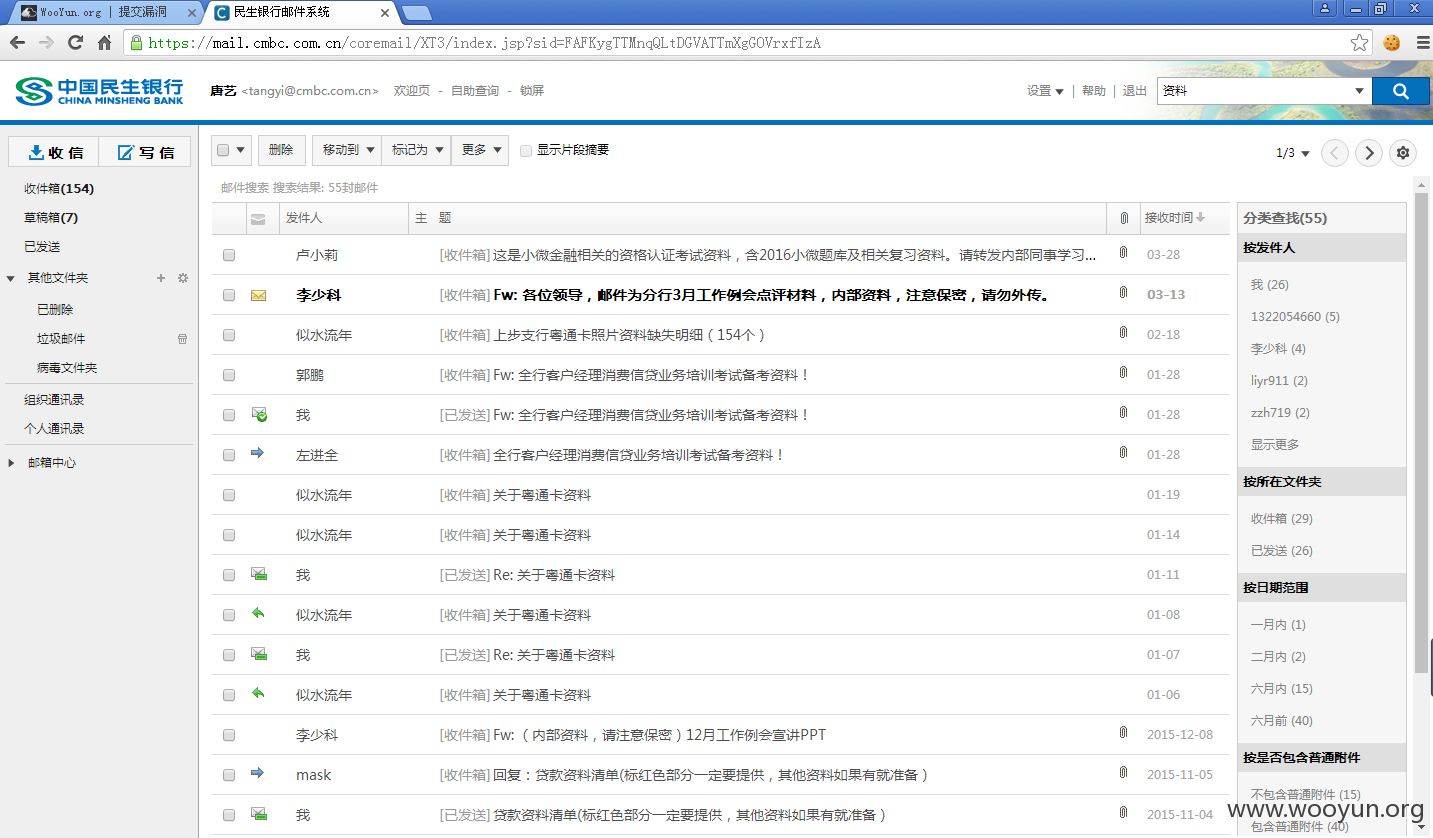 WooYun.org | 提交漏洞
民生银行邮件系统
https://mail.cmbc.com.cn/coremail/XT3/index.jsp?sid=FAFKygTTMnqQLtDGVATTmXgGOVrxfIzA
中国民生银行
CHINA MINSHENG BANK
唐艺 <tangyi@cmbc.com.cn> 欢迎页 - 自助查询 - 锁屏
设置 | 帮助 | 退出
资料
收 信 写 信
收件箱(154)
草稿箱(7)
已发送
其他文件夹
已删除
垃圾邮件
病毒文件夹
组织通讯录
个人通讯录
邮箱中心
删除 移动到 标记为 更多 显示片段摘要
1/3
邮件搜索 搜索结果: 55封邮件
发件人 主 题 接收时间
卢小莉 [收件箱] 这是小微金融相关的资格认证考试资料，含2016小微题库及相关复习资料。请转发内部同事学习... 03-28
李少科 [收件箱] Fw: 各位领导，邮件为分行3月工作例会点评材料，内部资料，注意保密，请勿外传。 03-13
似水流年 [收件箱] 上步支行粤通卡照片资料缺失明细（154个） 02-18
郭鹏 [收件箱] Fw: 全行客户经理消费信贷业务培训考试备考资料！ 01-28
我 [已发送] Fw: 全行客户经理消费信贷业务培训考试备考资料！ 01-28
左进全 [收件箱] 全行客户经理消费信贷业务培训考试备考资料！ 01-28
似水流年 [收件箱] 关于粤通卡资料 01-19
似水流年 [收件箱] 关于粤通卡资料 01-14
我 [已发送] Re: 关于粤通卡资料 01-11
似水流年 [收件箱] 关于粤通卡资料 01-08
我 [已发送] Re: 关于粤通卡资料 01-07
似水流年 [收件箱] 关于粤通卡资料 01-06
李少科 [收件箱] Fw: （内部资料，请注意保密）12月工作例会宣讲PPT 2015-12-08
mask [收件箱] 回复：贷款资料清单(标红色部分一定要提供，其他资料如果有就准备） 2015-11-05
我 [已发送] 贷款资料清单(标红色部分一定要提供，其他资料如果有就准备） 2015-11-04
分类查找(55)
按发件人
我 (26)
1322054660 (5)
李少科 (4)
liyr911 (2)
zzh719 (2)
显示更多
按所在文件夹
收件箱 (29)
已发送 (26)
按日期范围
一月内 (1)
二月内 (2)
六月内 (15)
六月前 (40)
按是否包含普通附件
不包含普通附件 (15)
包含普通附件 (40)
www.wooyun.org